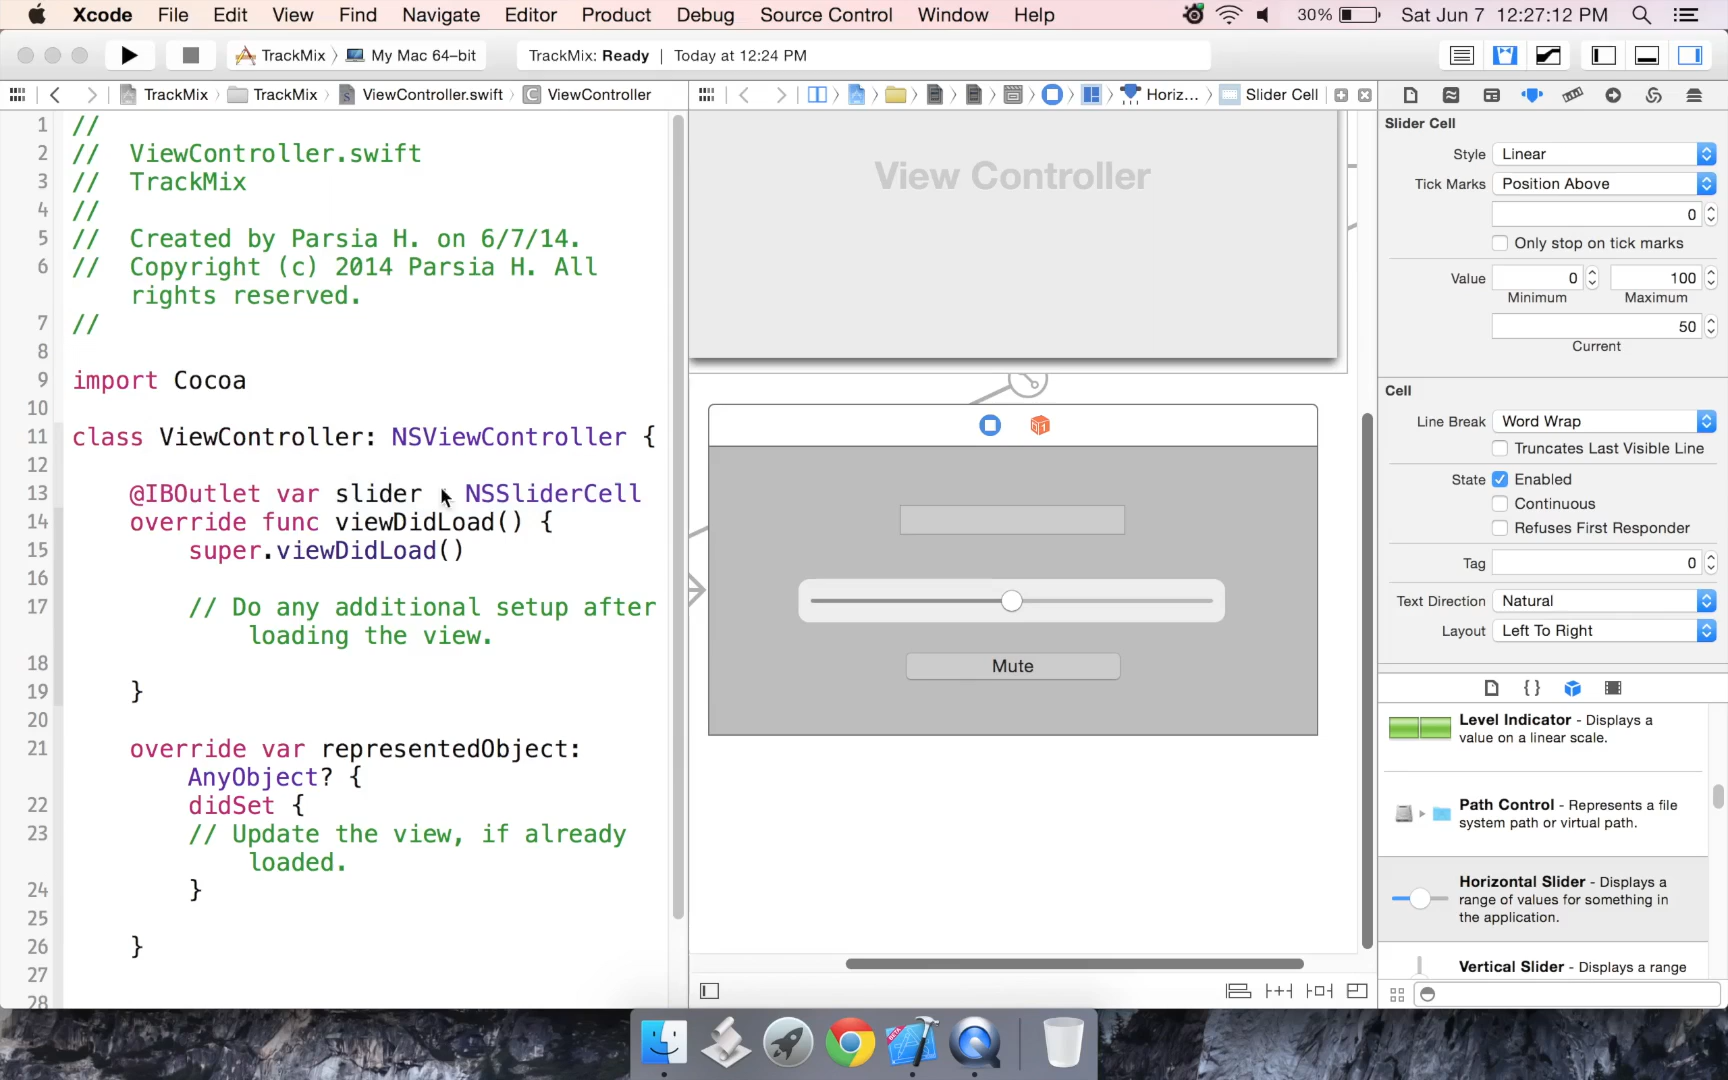 Xcode File Edit View Find Navigate Editor Product Debug Source Control Window Help 30% Sat Jun 7 12:27:12 PM
TrackMix My Mac 64-bit TrackMix: Ready | Today at 12:24 PM
TrackMix TrackMix ViewController.swift ViewController
Horiz... Slider Cell
1 //
2 // ViewController.swift
3 // TrackMix
4 //
5 // Created by Parsia H. on 6/7/14.
6 // Copyright (c) 2014 Parsia H. All
rights reserved.
7 //
8
9 import Cocoa
10
11 class ViewController: NSViewController {
12
13 @IBOutlet var slider : NSSliderCell
14 override func viewDidLoad() {
15 super.viewDidLoad()
16
17 // Do any additional setup after
loading the view.
18
19 }
20
21 override var representedObject:
AnyObject? {
22 didSet {
23 // Update the view, if already
loaded.
24 }
25
26 }
27
28
View Controller
Mute
Slider Cell
Style Linear
Tick Marks Position Above
0
Only stop on tick marks
Value 0 100
Minimum Maximum
50
Current
Cell
Line Break Word Wrap
Truncates Last Visible Line
State Enabled
Continuous
Refuses First Responder
Tag 0
Text Direction Natural
Layout Left To Right
Level Indicator - Displays a
value on a linear scale.
Path Control - Represents a file
system path or virtual path.
Horizontal Slider - Displays a
range of values for something in
the application.
Vertical Slider - Displays a range